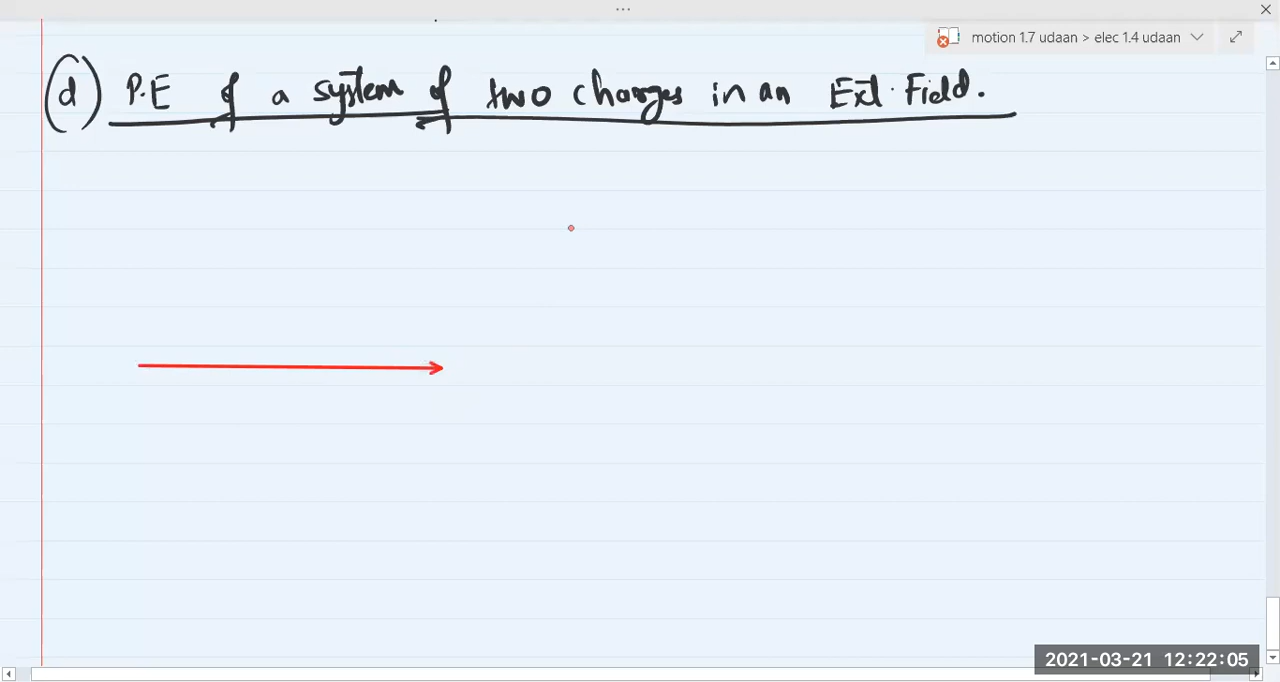 motion 1.7 udaan > elec 1.4 udaan
(d) P.E of a system of two charges in an Ext. Field.
2021-03-21 12:22:05